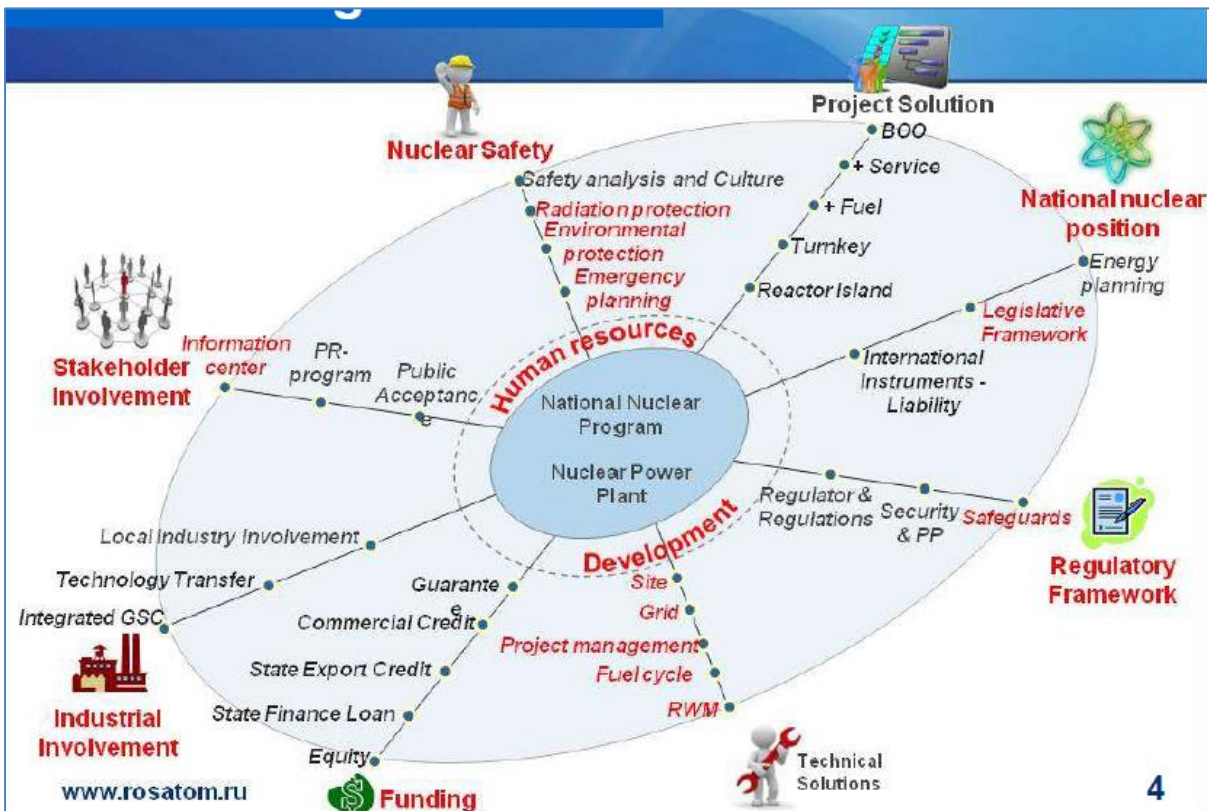 Project Solution
Nuclear Safety
BOO
Safety analysis and Culture
+ Service
Radiation protection
+ Fuel
National nuclear
position
Environmental
protection
Turnkey
Energy
planning
Emergency
planning
Reactor Island
Legislative
Framework
Human resources
Stakeholder
Involvement
Information
center
PR-
program
Public
Acceptanc
e
International
Instruments -
Liability
National Nuclear
Program
Nuclear Power
Plant
Regulator &
Regulations
Security
& PP
Safeguards
Regulatory
Framework
Development
Local Industry Involvement
Technology Transfer
Integrated GSC
Industrial
Involvement
Guarante
e
Commercial Credit
State Export Credit
State Finance Loan
Equity
Funding
Site
Grid
Project management
Fuel cycle
RWM
Technical
Solutions
www.rosatom.ru
4